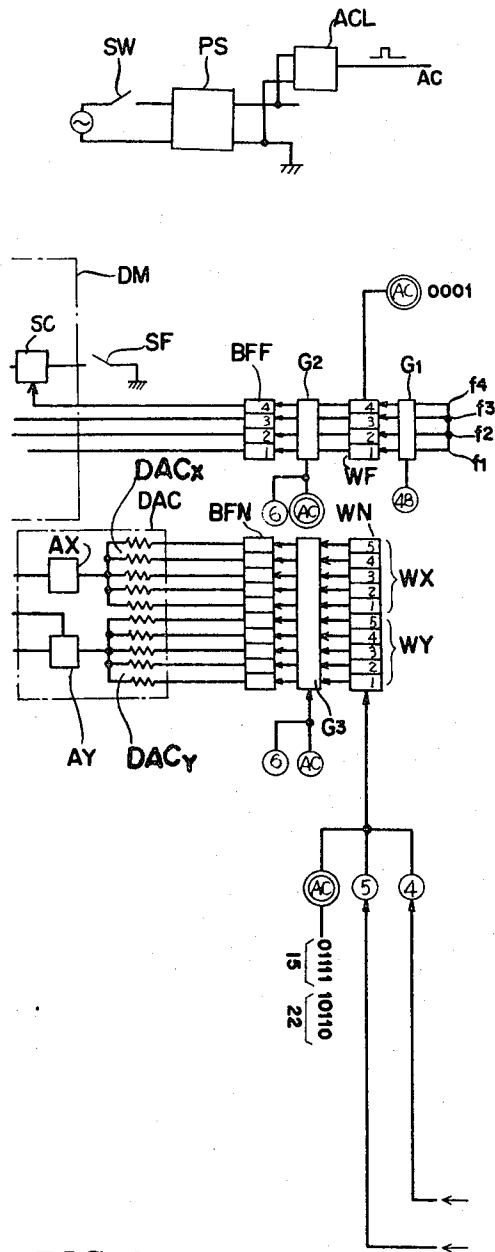 ACL
SW
PS
AC
DM
AC
0001
SC
SF
BFF
G2
G1
f4
f3
f2
f1
4
3
2
1
4
3
2
1
WF
6
AC
48
DACX
DAC
AX
BFN
WN
5
4
3
2
1
WX
5
4
3
2
1
WY
AY
DACY
G3
6
AC
AC
5
4
01111 10110
15 22